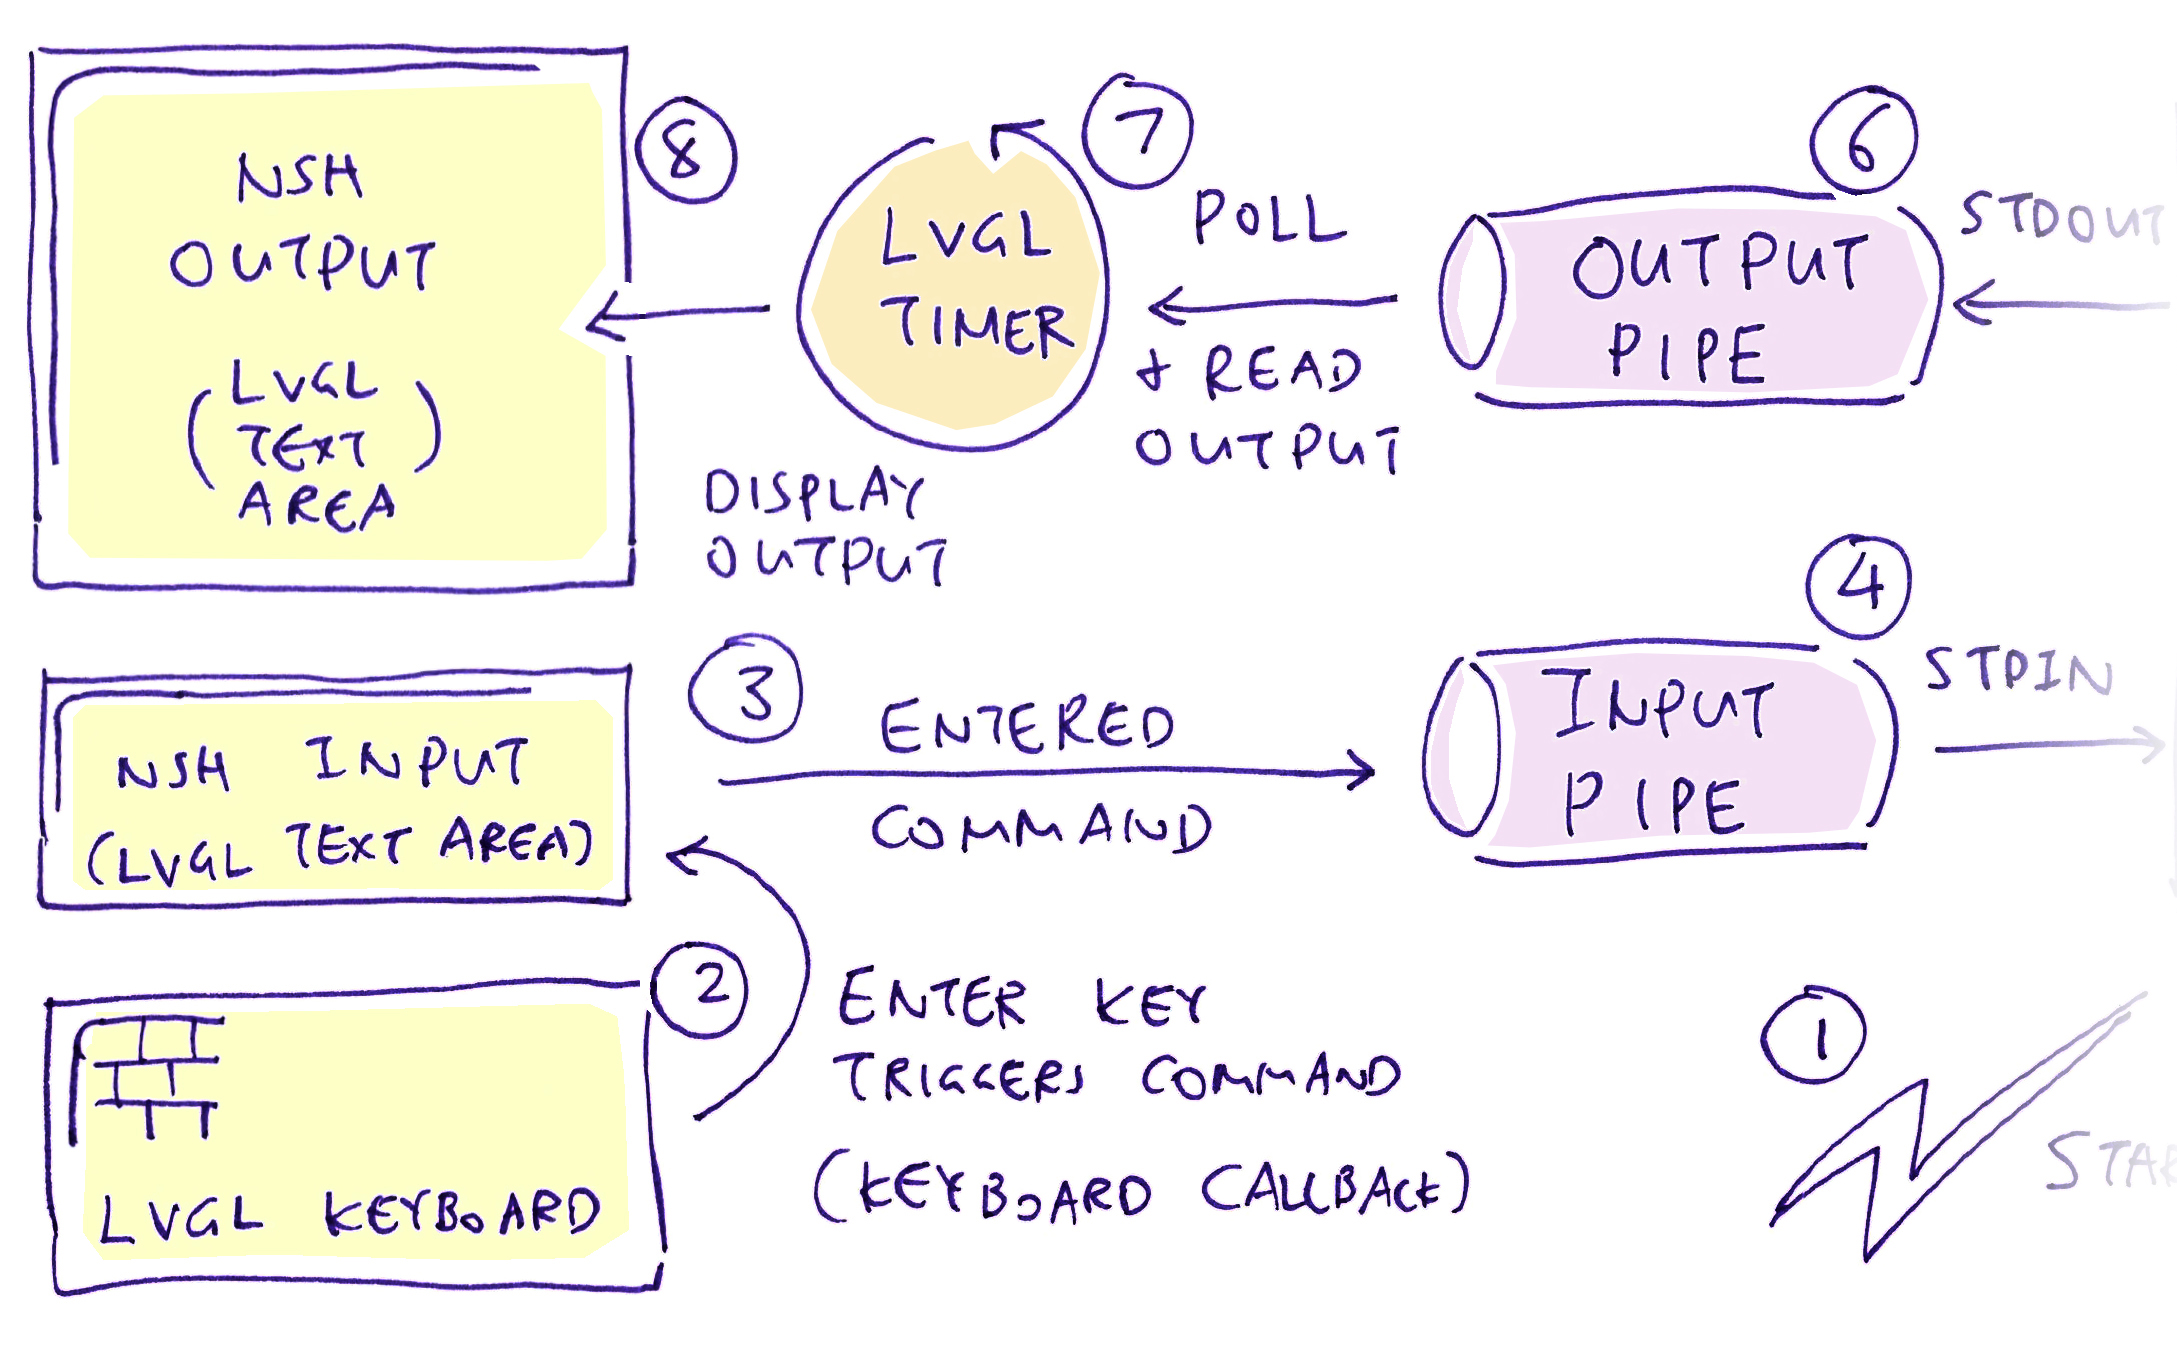 NSH
OUTPUT
(LVGL
TEXT
AREA)
8
DISPLAY
OUTPUT
LVGL
TIMER
7
POLL
+ READ
OUTPUT
6
OUTPUT
PIPE
STDOUT
NSH INPUT
(LVGL TEXT AREA)
3
ENTERED
COMMAND
4
INPUT
PIPE
STDIN
LVGL KEYBOARD
2
ENTER KEY
TRIGGERS COMMAND
(KEYBOARD CALLBACK)
1